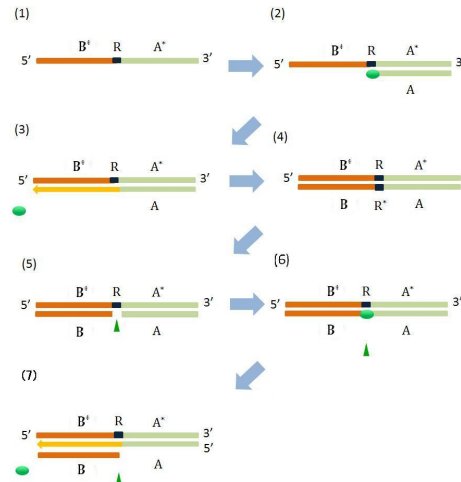 (1)
B* R A*
5′ 3′
(2)
B* R A*
5′ 3′
A
(3)
B* R A*
5′ 3′
A
(4)
B* R A*
5′ 3′
B R* A
(5)
B* R A*
5′ 3′
B A
(6)
B* R A*
5′ 3′
B A
(7)
B* R A*
5′ 3′
5′
B A